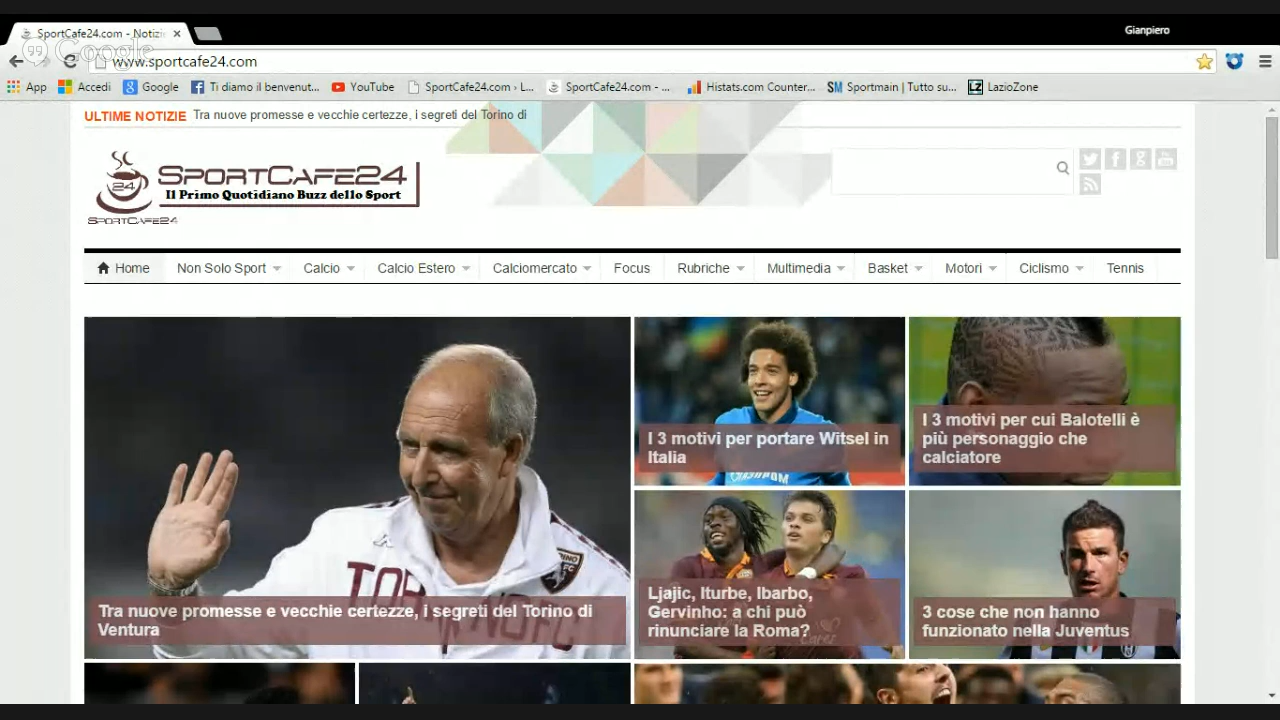 SportCafe24.com - Notizi
Gianpiero
Google
www.sportcafe24.com
App
Accedi
Google
Ti diamo il benvenut...
YouTube
SportCafe24.com › L...
SportCafe24.com - ...
Histats.com Counter...
SM Sportmain | Tutto su...
LZ LazioZone
ULTIME NOTIZIE Tra nuove promesse e vecchie certezze, i segreti del Torino di
24 SPORTCAFE24
Il Primo Quotidiano Buzz dello Sport
SPORTCAFE24
Home
Non Solo Sport
Calcio
Calcio Estero
Calciomercato
Focus
Rubriche
Multimedia
Basket
Motori
Ciclismo
Tennis
Tra nuove promesse e vecchie certezze, i segreti del Torino di
Ventura
I 3 motivi per portare Witsel in
Italia
I 3 motivi per cui Balotelli è
più personaggio che
calciatore
Ljajic, Iturbe, Ibarbo,
Gervinho: a chi può
rinunciare la Roma?
3 cose che non hanno
funzionato nella Juventus